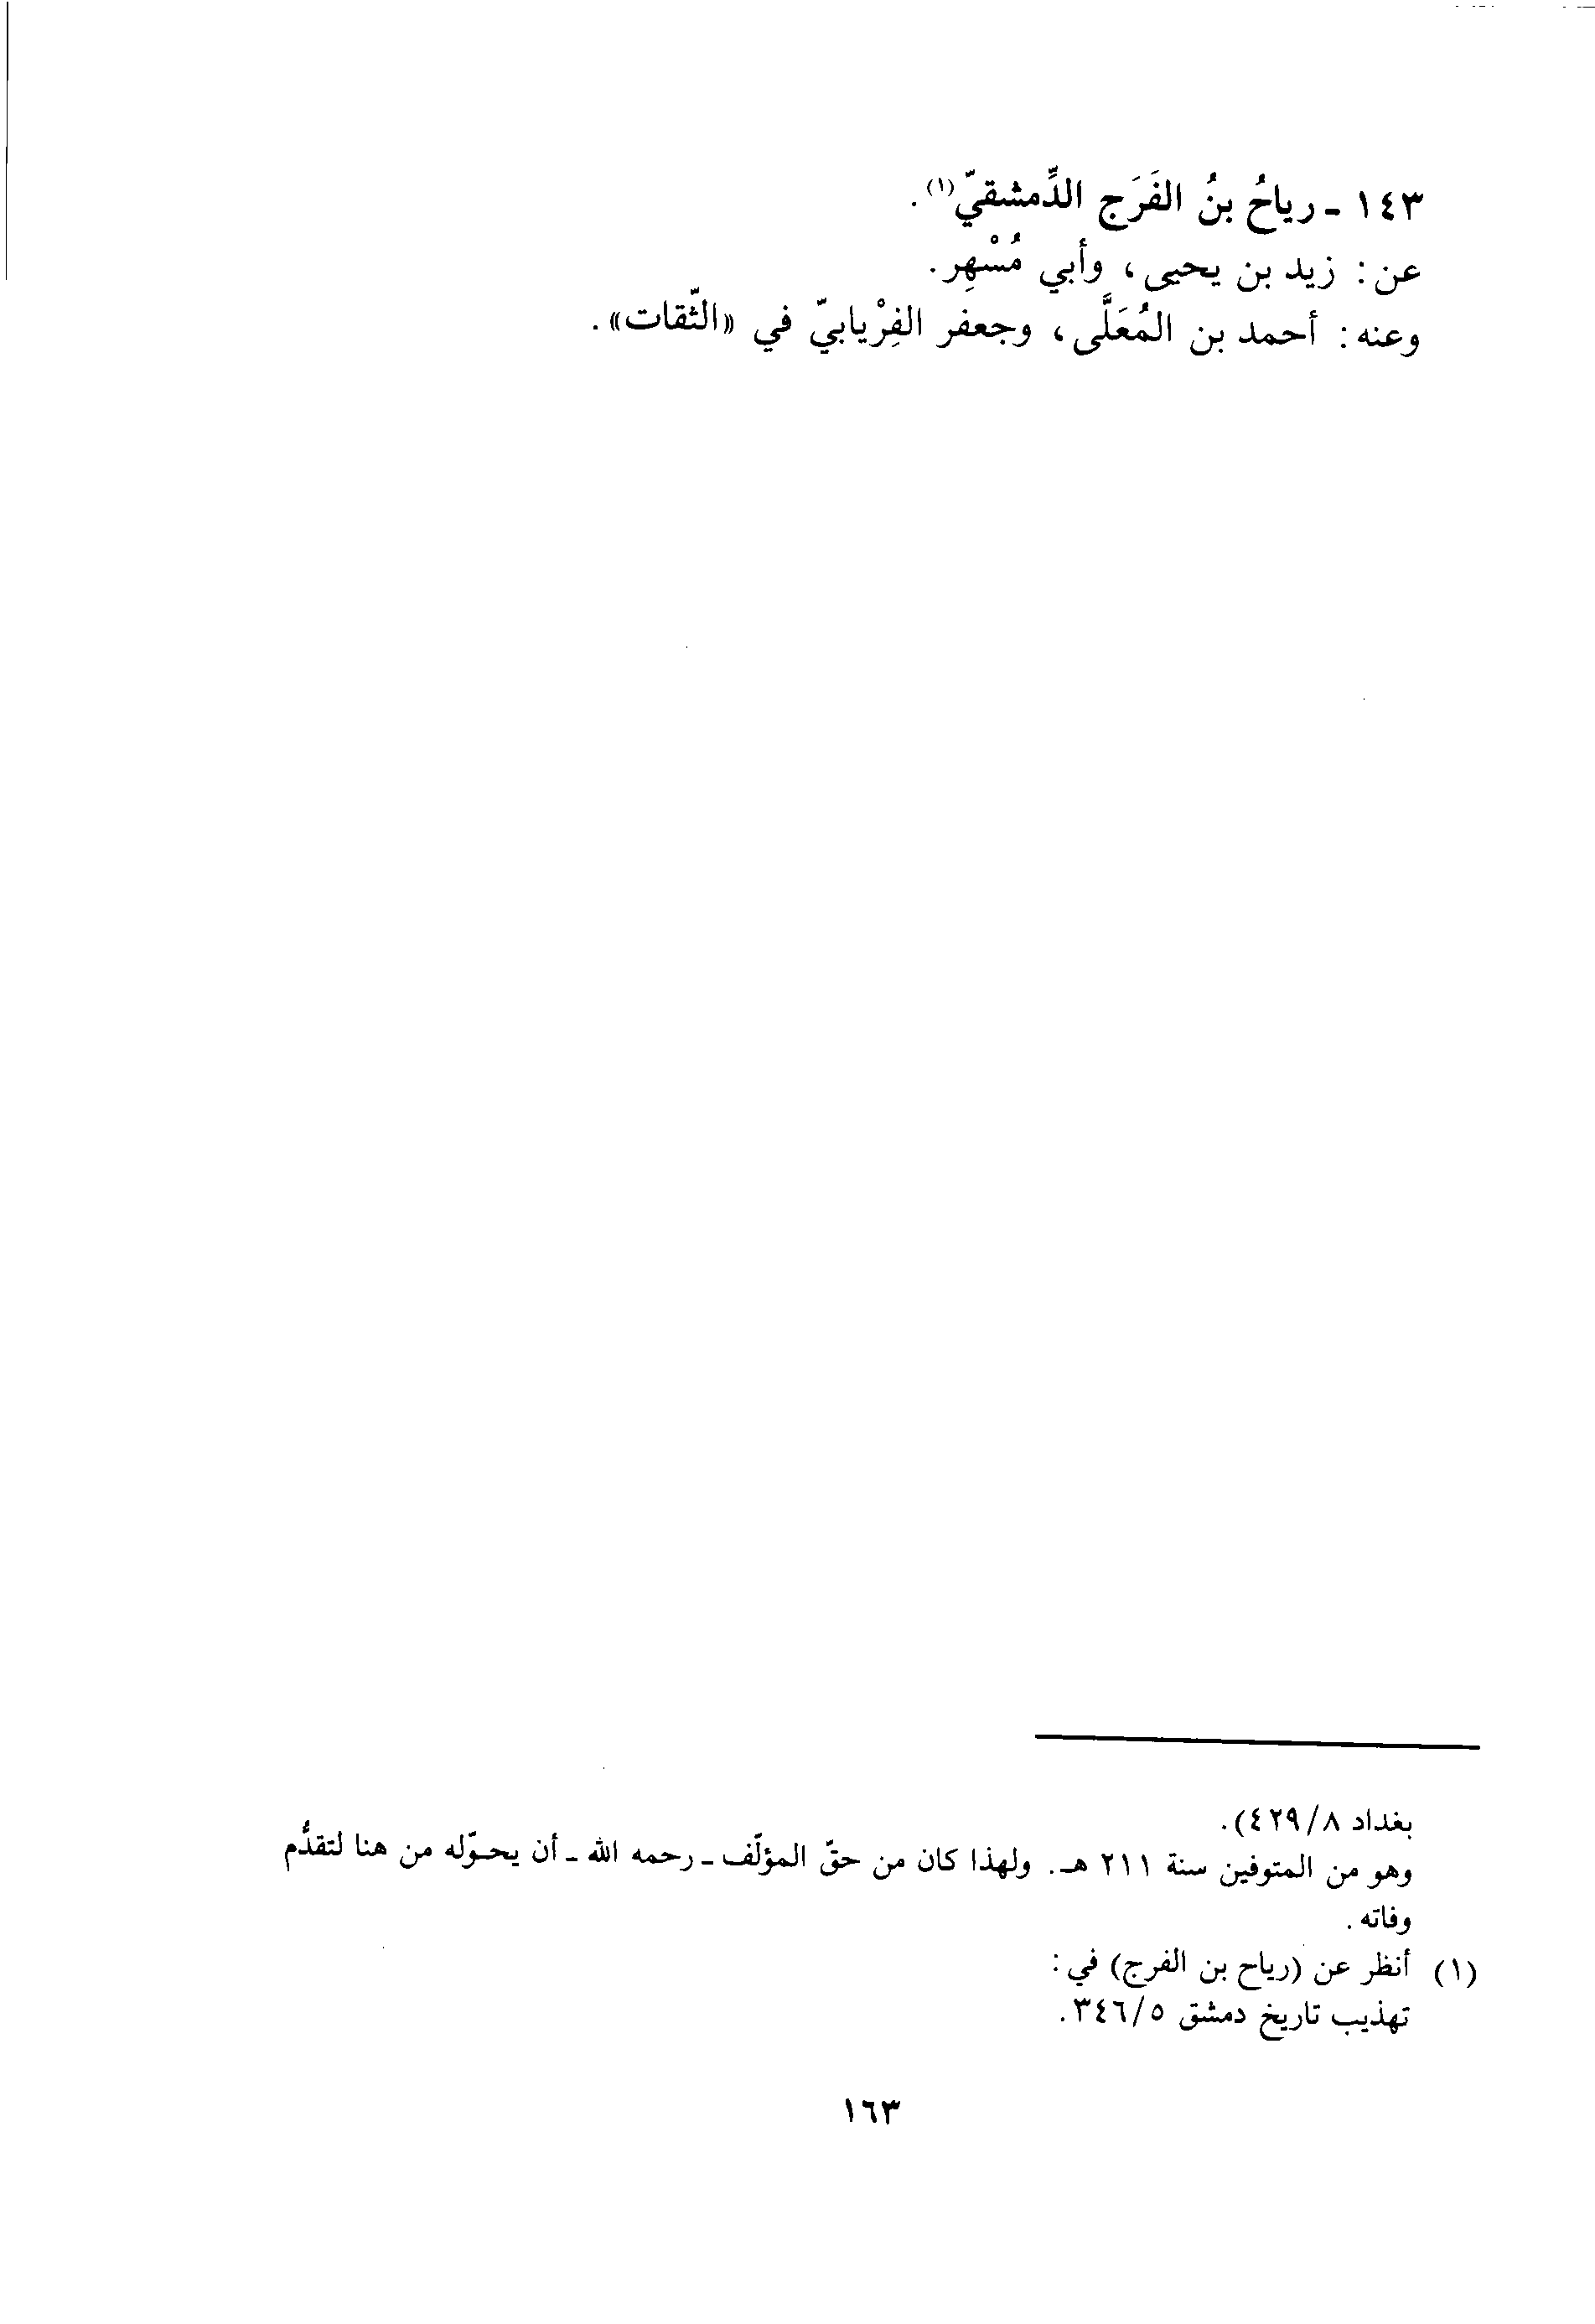 ١٤٣ ـ رياحُ بنُ الفَرَج الدِّمشقيّ(١).
عن: زيد بن يحيى، وأبي مُسْهِر.
وعنه: أحمد بن المُعَلَّى، وجعفر الفِرْيابيّ في «الثّقات».
بغداد ٨/ ٤٢٩).
وهو من المتوفين سنة ٢١١ هـ. ولهذا كان من حقّ المؤلّف ـ رحمه الله ـ أن يحـوّله من هنا لتقدُّم
وفاته.
(١) أنظر عن (رياح بن الفرج) في:
تهذيب تاريخ دمشق ٥/ ٣٤٦.
١٦٣